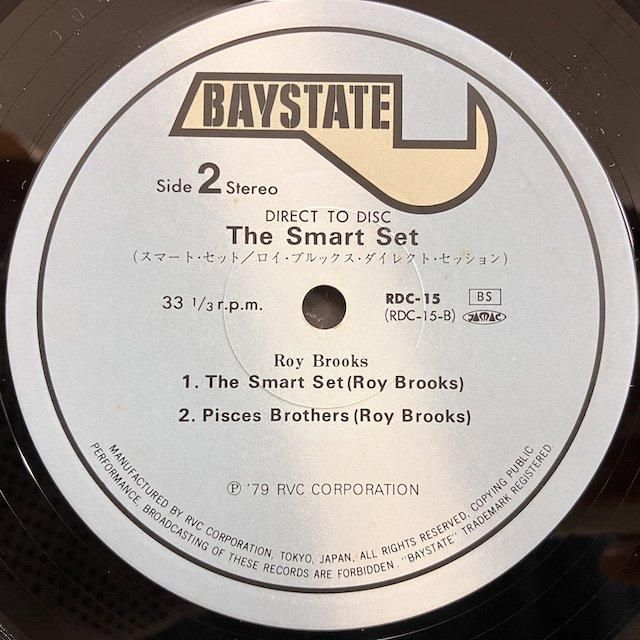 BAYSTATE
Side 2 Stereo
DIRECT TO DISC
The Smart Set
(スマート・セット/ロイ・ブルックス・ダイレクト・セッション)
33 1/3 r.p.m.
RDC-15 BS
(RDC-15-B) JASRAC
Roy Brooks
1. The Smart Set (Roy Brooks)
2. Pisces Brothers (Roy Brooks)
Ⓟ '79 RVC CORPORATION
MANUFACTURED BY RVC CORPORATION, TOKYO, JAPAN, ALL RIGHTS RESERVED, COPYING PUBLIC
PERFORMANCE, BROADCASTING OF THESE RECORDS ARE FORBIDDEN. "BAYSTATE" TRADEMARK REGISTERED.